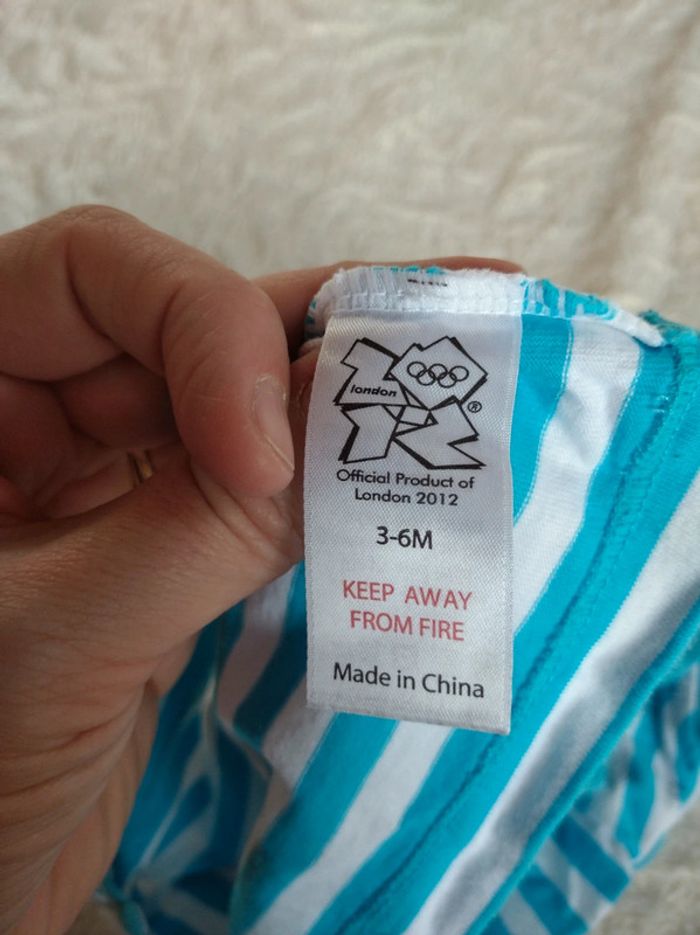 london
®
Official Product of
London 2012
3-6M
KEEP AWAY
FROM FIRE
Made in China